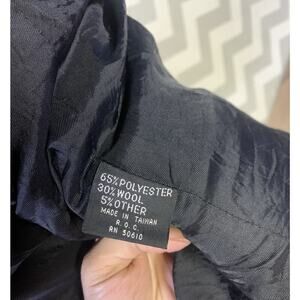 65% POLYESTER
30% WOOL
5% OTHER
MADE IN TAIWAN
R. O. C.
RN 50610